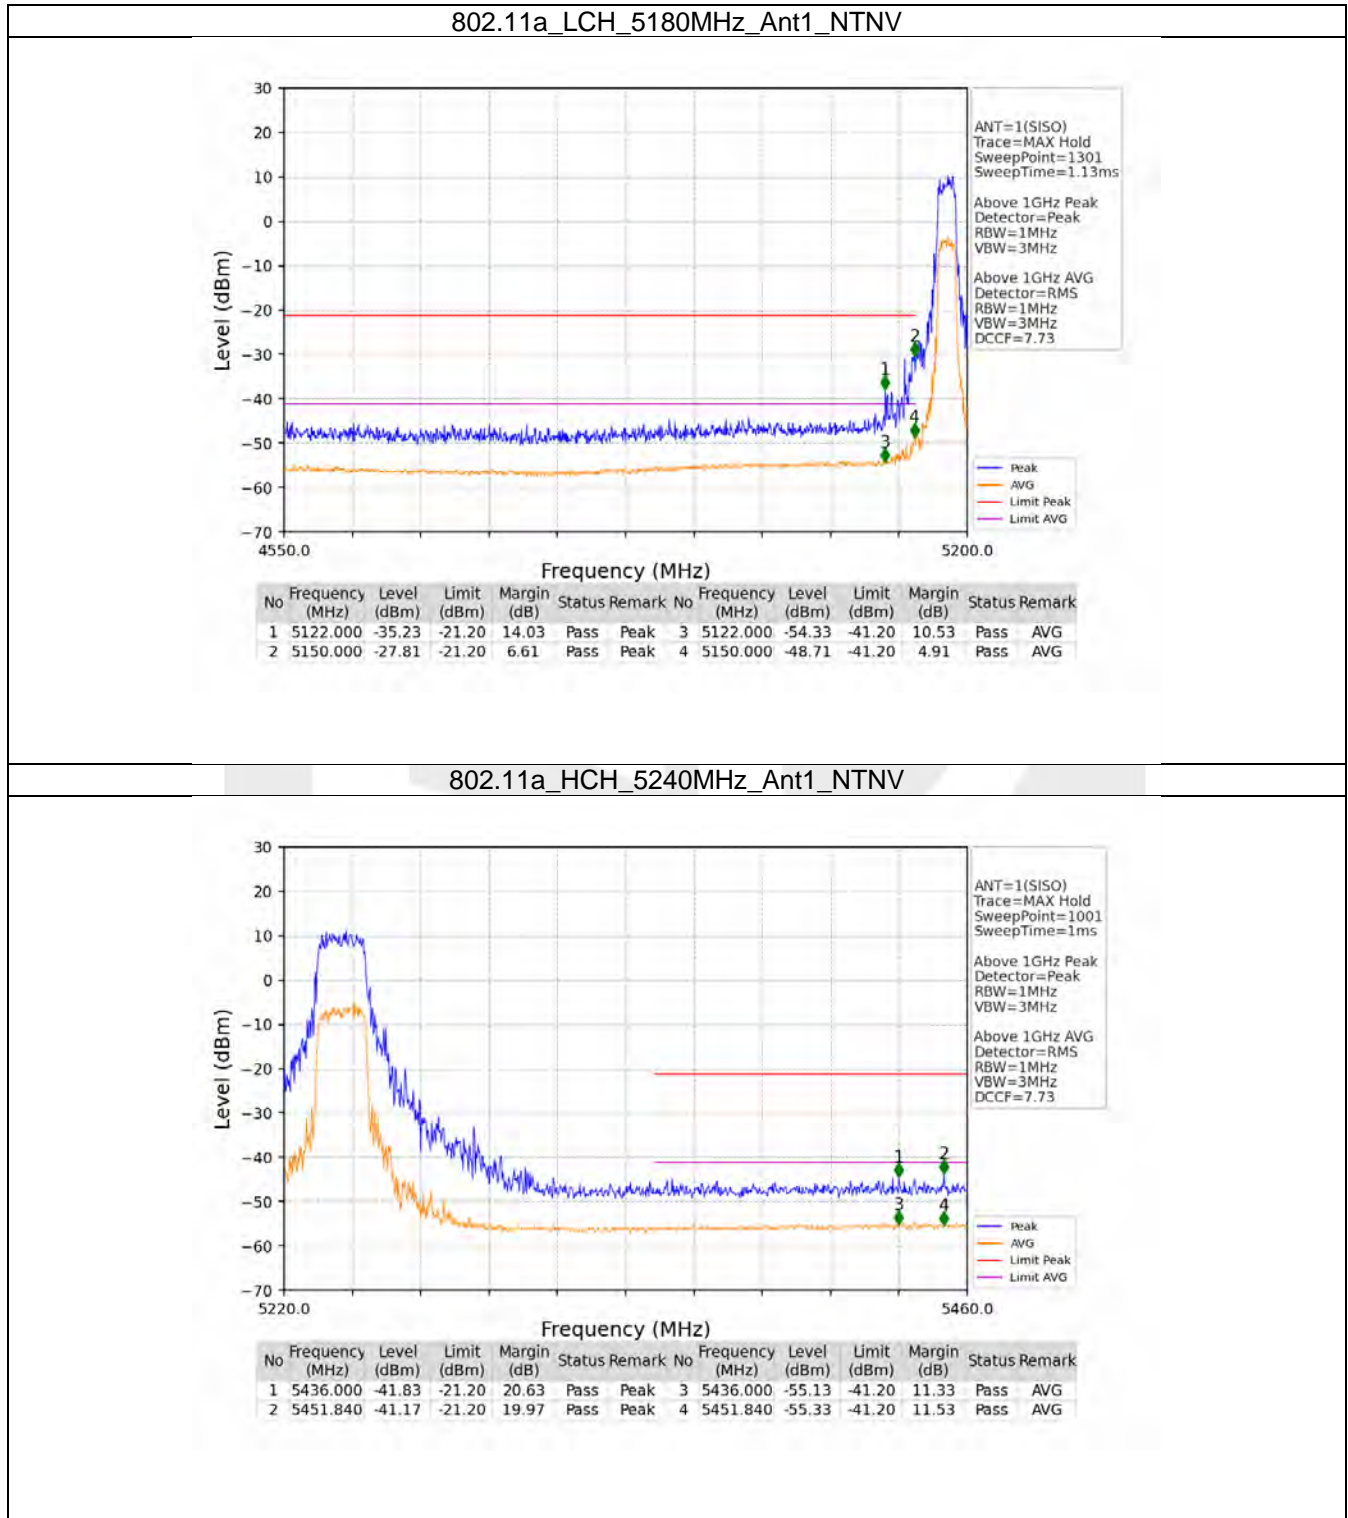 802.11a_LCH_5180MHz_Ant1_NTNV
30
20
10
0
−10
−20
−30
−40
−50
−60
−70
Level (dBm)
1
2
3
4
4550.0
5200.0
Frequency (MHz)
ANT=1(SISO)
Trace=MAX Hold
SweepPoint=1301
SweepTime=1.13ms
Above 1GHz Peak
Detector=Peak
RBW=1MHz
VBW=3MHz
Above 1GHz AVG
Detector=RMS
RBW=1MHz
VBW=3MHz
DCCF=7.73
Peak
AVG
Limit Peak
Limit AVG
No Frequency (MHz) Level (dBm) Limit (dBm) Margin (dB) Status Remark No Frequency (MHz) Level (dBm) Limit (dBm) Margin (dB) Status Remark
1 5122.000 -35.23 -21.20 14.03 Pass Peak 3 5122.000 -54.33 -41.20 10.53 Pass AVG
2 5150.000 -27.81 -21.20 6.61 Pass Peak 4 5150.000 -48.71 -41.20 4.91 Pass AVG
802.11a_HCH_5240MHz_Ant1_NTNV
30
20
10
0
−10
−20
−30
−40
−50
−60
−70
Level (dBm)
1
2
3
4
5220.0
5460.0
Frequency (MHz)
ANT=1(SISO)
Trace=MAX Hold
SweepPoint=1001
SweepTime=1ms
Above 1GHz Peak
Detector=Peak
RBW=1MHz
VBW=3MHz
Above 1GHz AVG
Detector=RMS
RBW=1MHz
VBW=3MHz
DCCF=7.73
Peak
AVG
Limit Peak
Limit AVG
No Frequency (MHz) Level (dBm) Limit (dBm) Margin (dB) Status Remark No Frequency (MHz) Level (dBm) Limit (dBm) Margin (dB) Status Remark
1 5436.000 -41.83 -21.20 20.63 Pass Peak 3 5436.000 -55.13 -41.20 11.33 Pass AVG
2 5451.840 -41.17 -21.20 19.97 Pass Peak 4 5451.840 -55.33 -41.20 11.53 Pass AVG